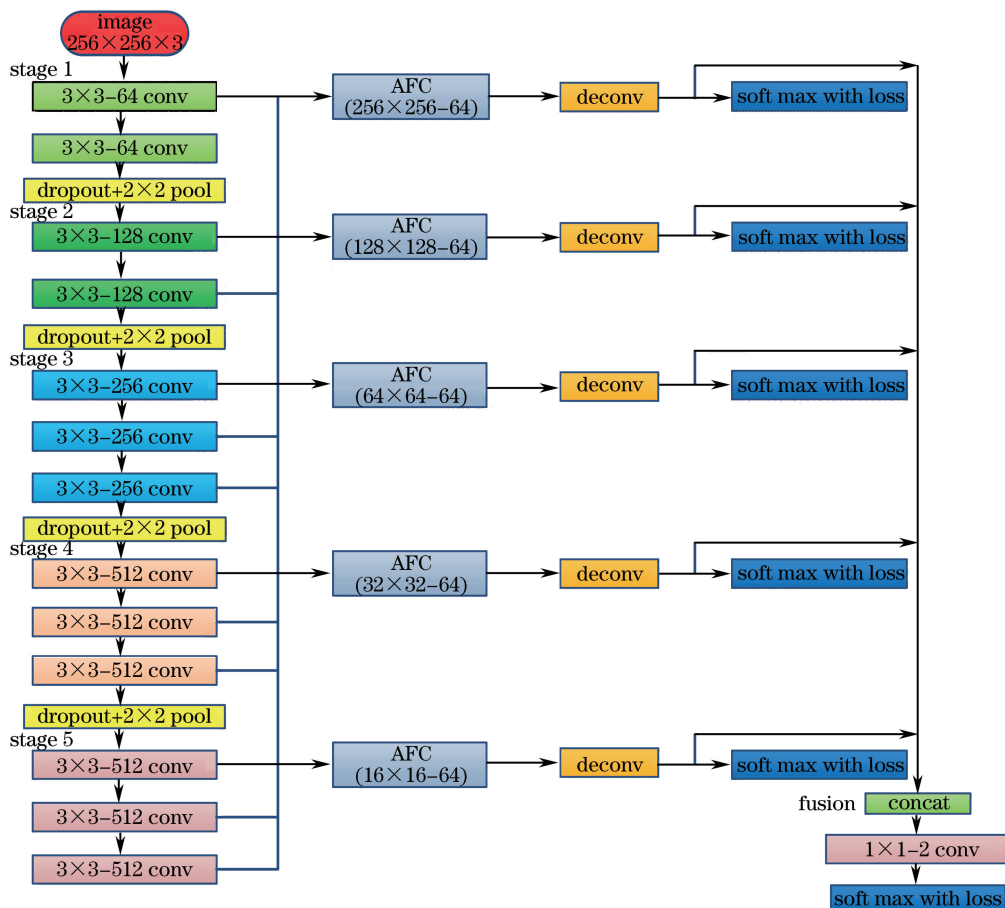 image
256×256×3
stage 1
3×3–64 conv
AFC
(256×256–64)
deconv
soft max with loss
3×3–64 conv
dropout+2×2 pool
stage 2
3×3–128 conv
AFC
(128×128–64)
deconv
soft max with loss
3×3–128 conv
dropout+2×2 pool
stage 3
3×3–256 conv
AFC
(64×64–64)
deconv
soft max with loss
3×3–256 conv
3×3–256 conv
dropout+2×2 pool
stage 4
3×3–512 conv
AFC
(32×32–64)
deconv
soft max with loss
3×3–512 conv
3×3–512 conv
dropout+2×2 pool
stage 5
3×3–512 conv
AFC
(16×16–64)
deconv
soft max with loss
3×3–512 conv
3×3–512 conv
fusion
concat
1×1–2 conv
soft max with loss